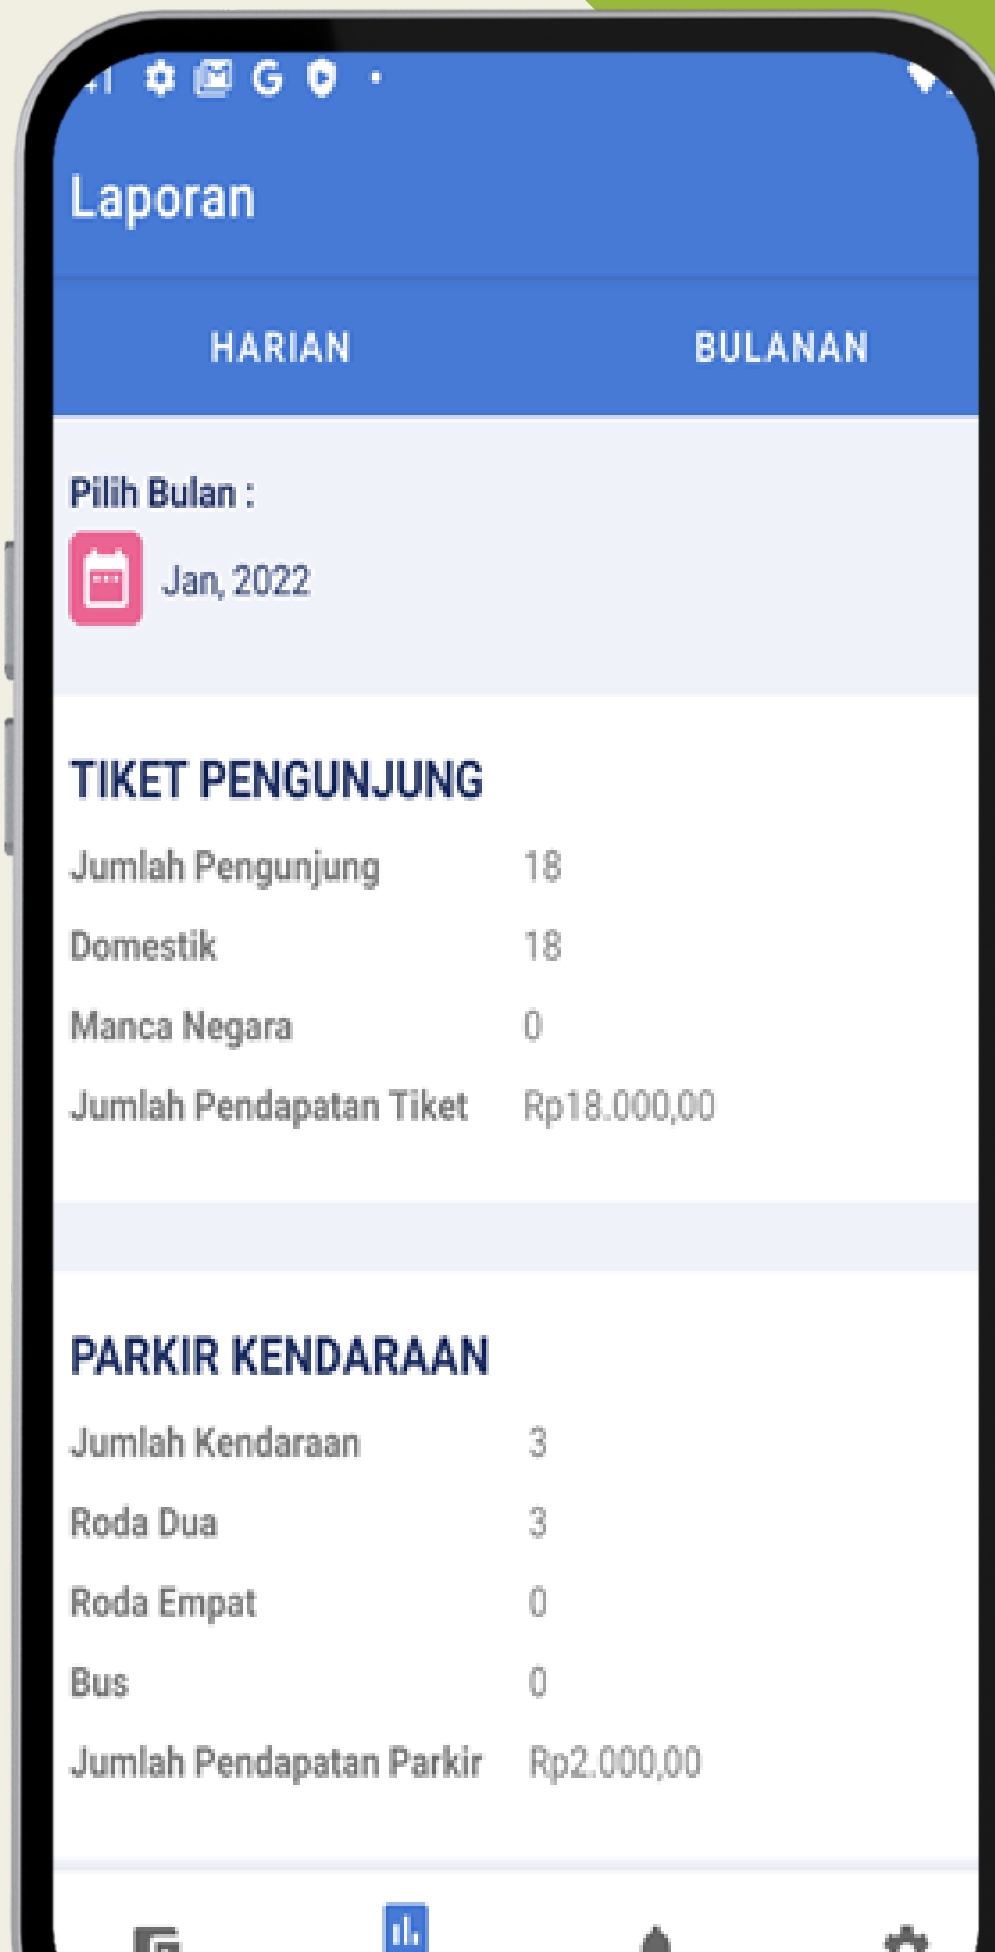 Laporan
HARIAN BULANAN
Pilih Bulan :
Jan, 2022
TIKET PENGUNJUNG
Jumlah Pengunjung 18
Domestik 18
Manca Negara 0
Jumlah Pendapatan Tiket Rp18.000,00
PARKIR KENDARAAN
Jumlah Kendaraan 3
Roda Dua 3
Roda Empat 0
Bus 0
Jumlah Pendapatan Parkir Rp2.000,00